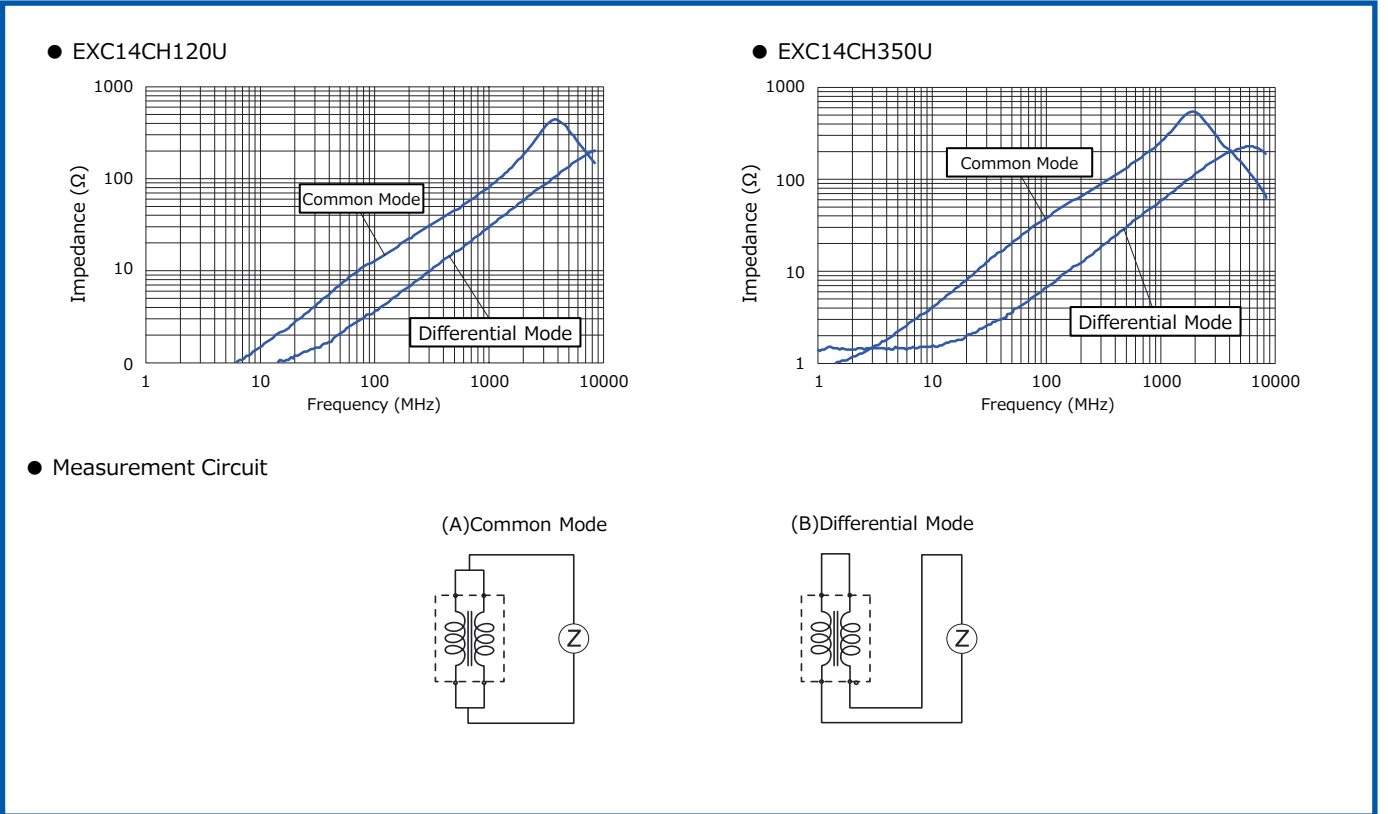 ● EXC14CH120U
1000
100
10
0
Impedance (Ω)
Common Mode
Differential Mode
1 10 100 1000 10000
Frequency (MHz)
● EXC14CH350U
1000
100
10
1
Impedance (Ω)
Common Mode
Differential Mode
1 10 100 1000 10000
Frequency (MHz)
● Measurement Circuit
(A)Common Mode
Z
(B)Differential Mode
Z